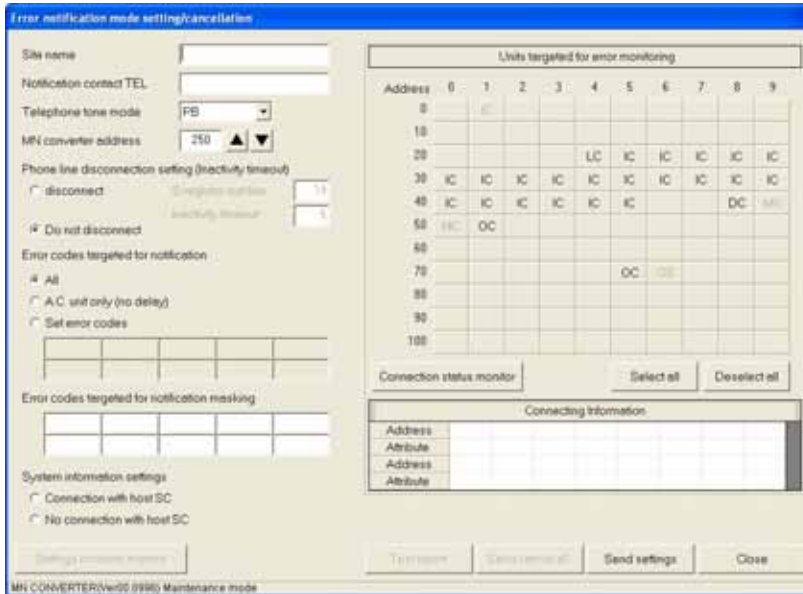 Error notification mode setting/cancellation
Site name
Notification contact TEL
Telephone tone mode PB
MN converter address 250
Phone line disconnection setting (Inactivity timeout)
disconnect
Inactivity timeout
Do not disconnect
Error codes targeted for notification
All
A.C. unit only (no delay)
Set error codes
Error codes targeted for notification masking
System information settings
Connection with host SC
No connection with host SC
Units targeted for error monitoring
Address 0 1 2 3 4 5 6 7 8 9
0 IC
10
20 LC IC IC IC IC IC
30 IC IC IC IC IC IC IC IC IC IC
40 IC IC IC IC IC IC DC
50 OC
60
70 OC
80
90
100
Connection status monitor Select all Deselect all
Connecting Information
Address
Attribute
Address
Attribute
Send settings Close
MN CONVERTER(Ver00.0996) Maintenance mode